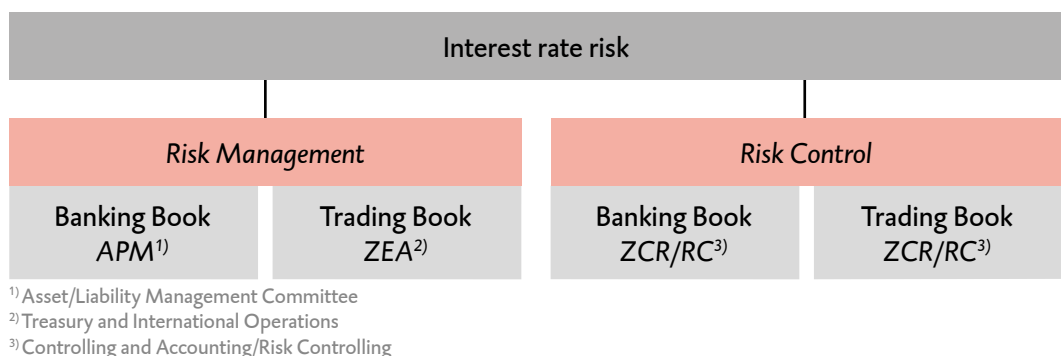 Interest rate risk
Risk Management
Risk Control
Banking Book
APM¹⁾
Trading Book
ZEA²⁾
Banking Book
ZCR/RC³⁾
Trading Book
ZCR/RC³⁾
¹⁾ Asset/Liability Management Committee
²⁾ Treasury and International Operations
³⁾ Controlling and Accounting/Risk Controlling